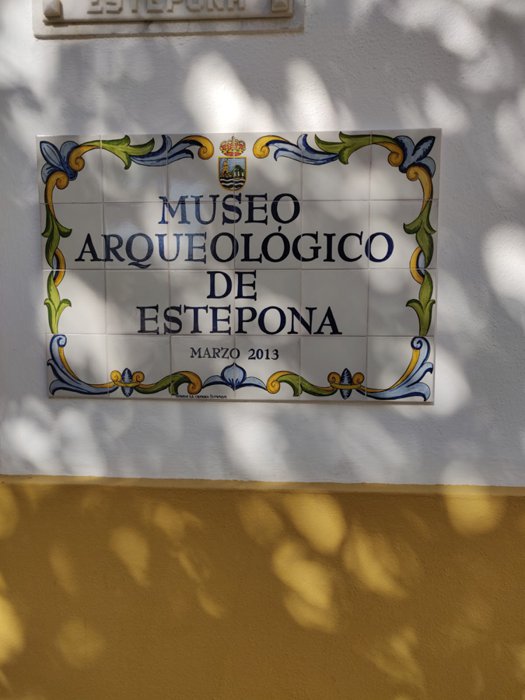 ESTEPONA
MUSEO
ARQUEOLÓGICO
DE
ESTEPONA
MARZO 2013